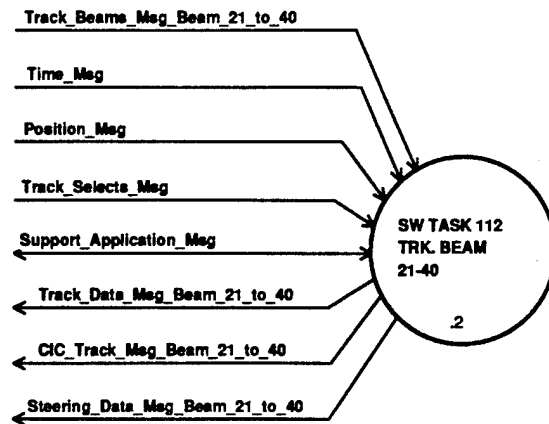 Track_Beams_Msg_Beam_21_to_40
Time_Msg
Position_Msg
Track_Selects_Msg
Support_Application_Msg
Track_Data_Msg_Beam_21_to_40
CIC_Track_Msg_Beam_21_to_40
Steering_Data_Msg_Beam_21_to_40
SW TASK 112
TRK. BEAM
21-40
.2